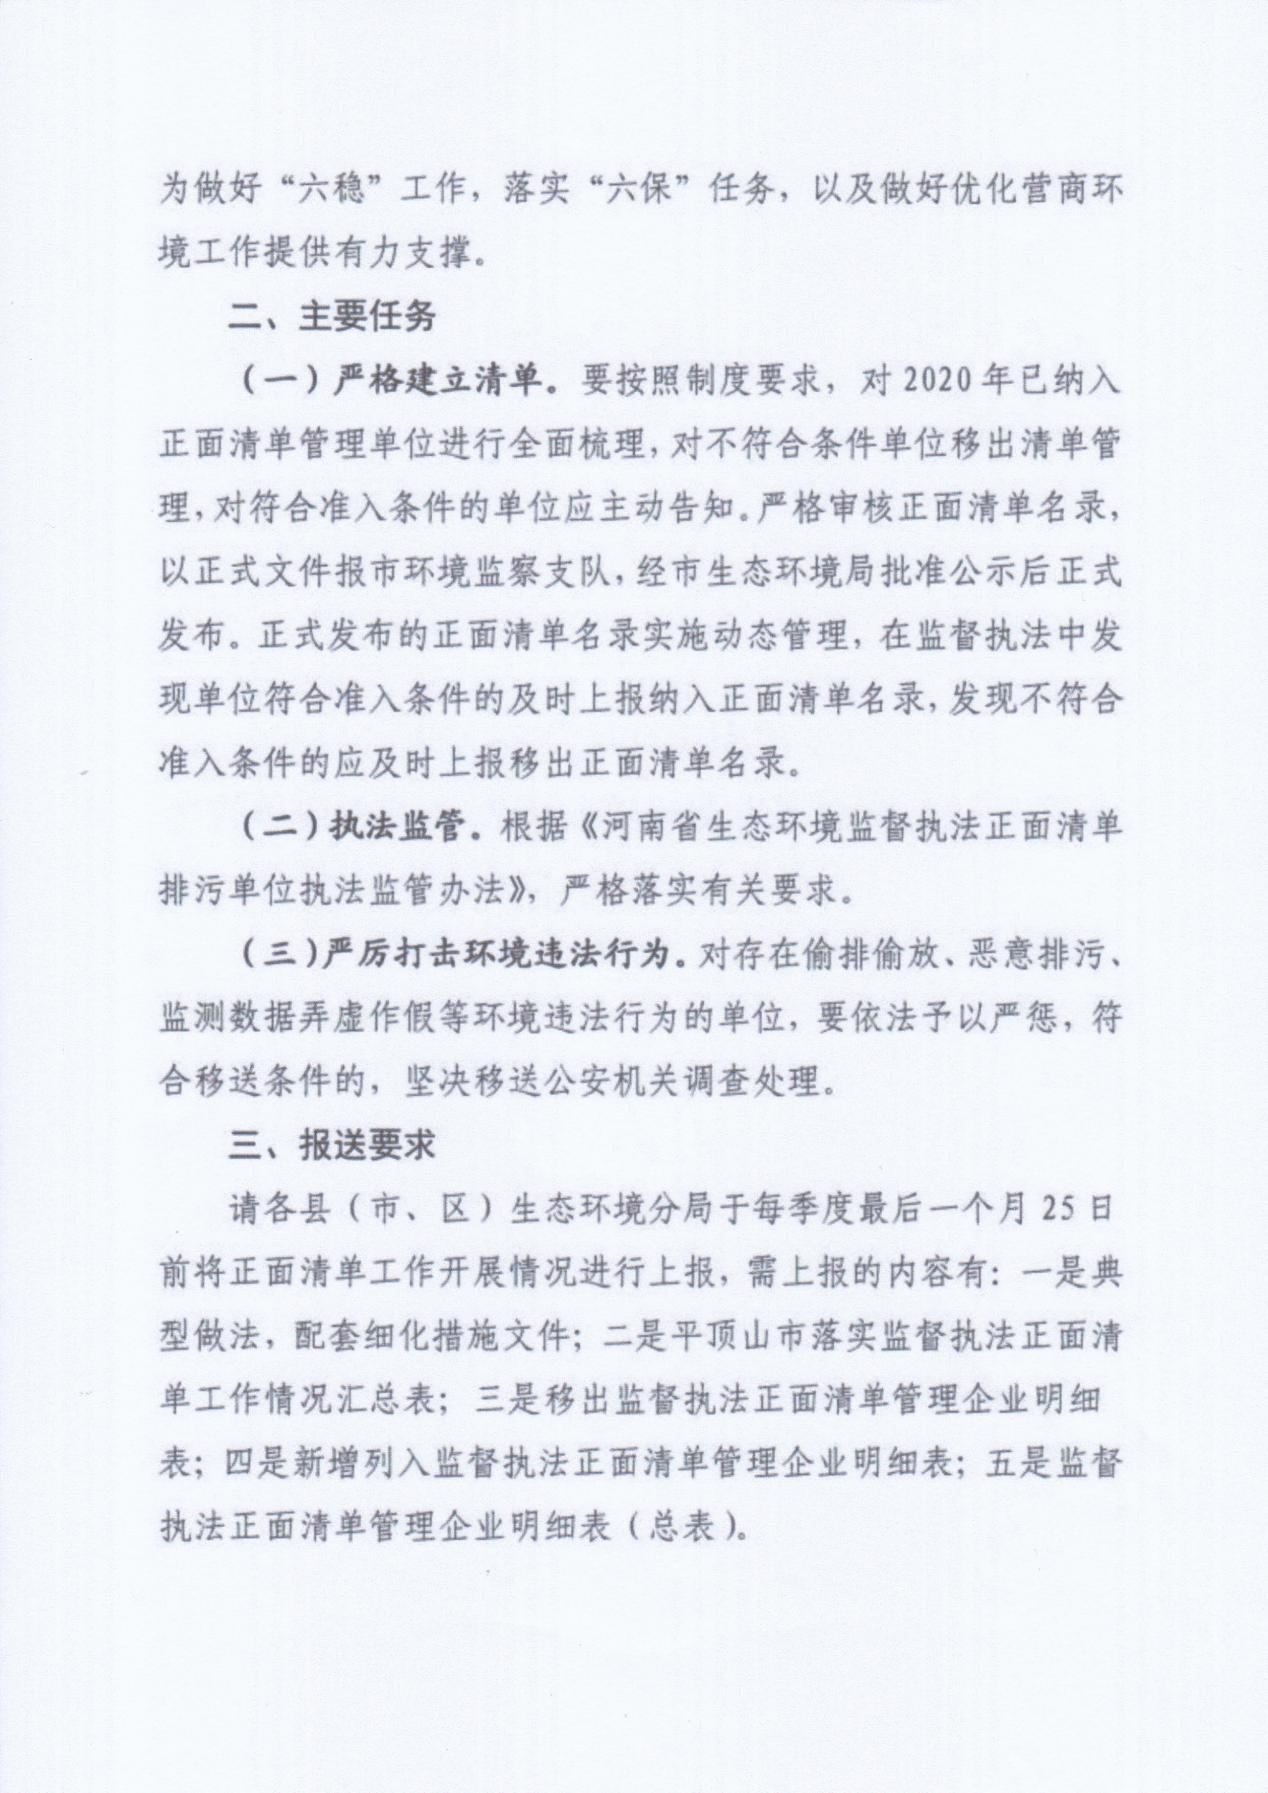 为做好“六稳”工作，落实“六保”任务，以及做好优化营商环
境工作提供有力支撑。
二、主要任务
（一）严格建立清单。要按照制度要求，对 2020 年已纳入
正面清单管理单位进行全面梳理，对不符合条件单位移出清单管
理，对符合准入条件的单位应主动告知。严格审核正面清单名录，
以正式文件报市环境监察支队，经市生态环境局批准公示后正式
发布。正式发布的正面清单名录实施动态管理，在监督执法中发
现单位符合准入条件的及时上报纳入正面清单名录，发现不符合
准入条件的应及时上报移出正面清单名录。
（二）执法监管。根据《河南省生态环境监督执法正面清单
排污单位执法监管办法》，严格落实有关要求。
（三）严厉打击环境违法行为。对存在偷排偷放、恶意排污、
监测数据弄虚作假等环境违法行为的单位，要依法予以严惩，符
合移送条件的，坚决移送公安机关调查处理。
三、报送要求
请各县（市、区）生态环境分局于每季度最后一个月 25 日
前将正面清单工作开展情况进行上报，需上报的内容有：一是典
型做法，配套细化措施文件；二是平顶山市落实监督执法正面清
单工作情况汇总表；三是移出监督执法正面清单管理企业明细
表；四是新增列入监督执法正面清单管理企业明细表；五是监督
执法正面清单管理企业明细表（总表）。